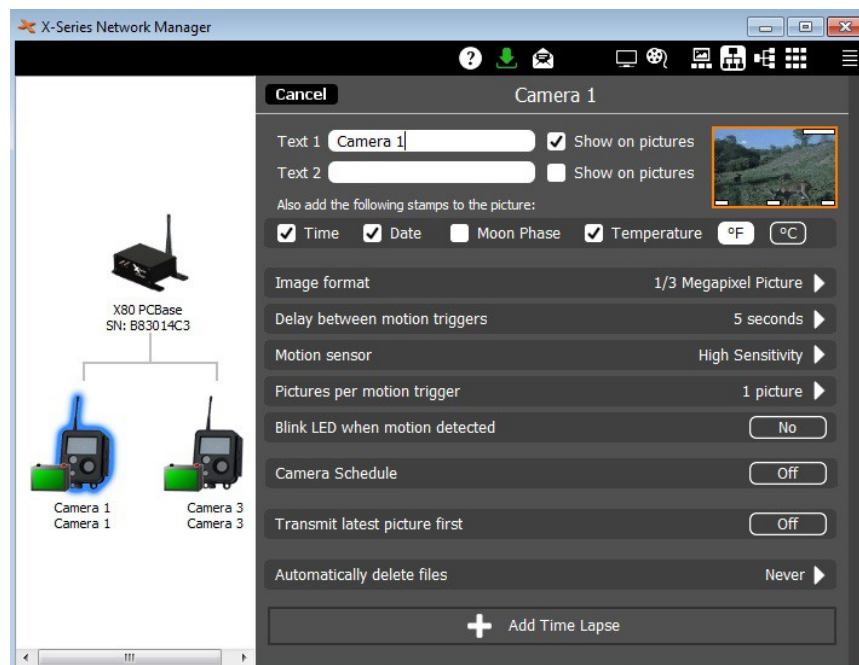 X-Series Network Manager
Cancel
Camera 1
Text 1 Camera 1 Show on pictures
Text 2 Show on pictures
Also add the following stamps to the picture:
Time Date Moon Phase Temperature °F °C
Image format 1/3 Megapixel Picture
Delay between motion triggers 5 seconds
Motion sensor High Sensitivity
Pictures per motion trigger 1 picture
Blink LED when motion detected No
Camera Schedule Off
Transmit latest picture first Off
Automatically delete files Never
Add Time Lapse
X80 PCBase
SN: B83014C3
Camera 1
Camera 1
Camera 3
Camera 3